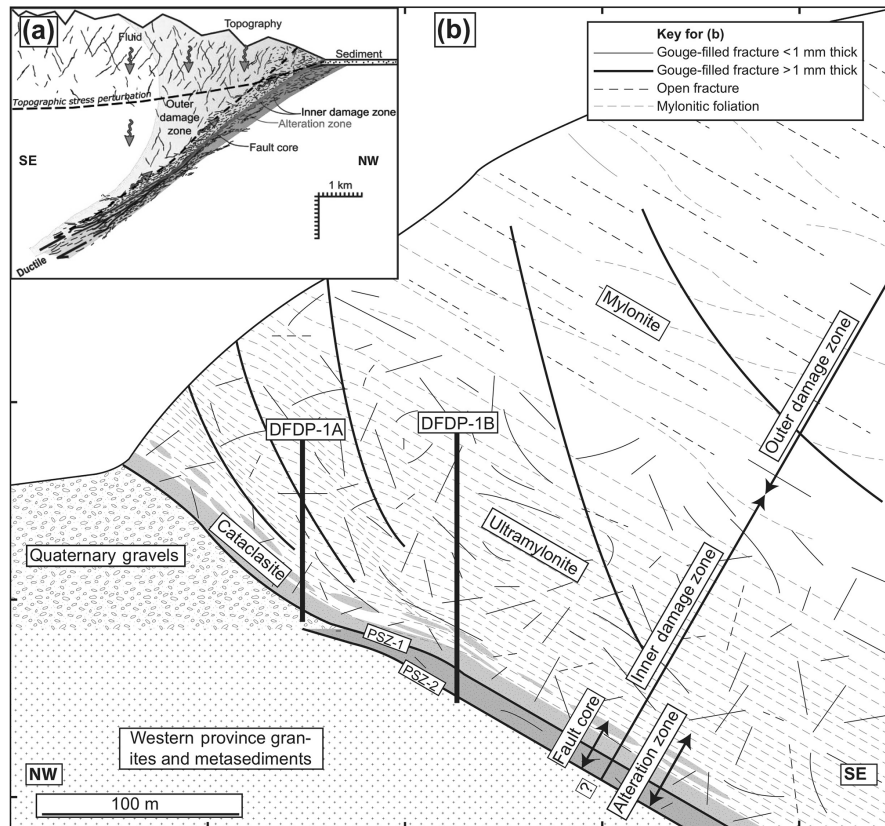 (a)
Topography
Fluid
Sediment
Topographic stress perturbation
Outer
damage
zone
Inner damage zone
Alteration zone
Fault core
SE
NW
1 km
Ductile
(b)
Key for (b)
Gouge-filled fracture <1 mm thick
Gouge-filled fracture >1 mm thick
Open fracture
Mylonitic foliation
Mylonite
Outer damage zone
DFDP-1A
DFDP-1B
Ultramylonite
Quaternary gravels
Cataclasite
Inner damage zone
PSZ-1
PSZ-2
Fault core
Alteration zone
?
Western province gran-
ites and metasediments
NW
SE
100 m